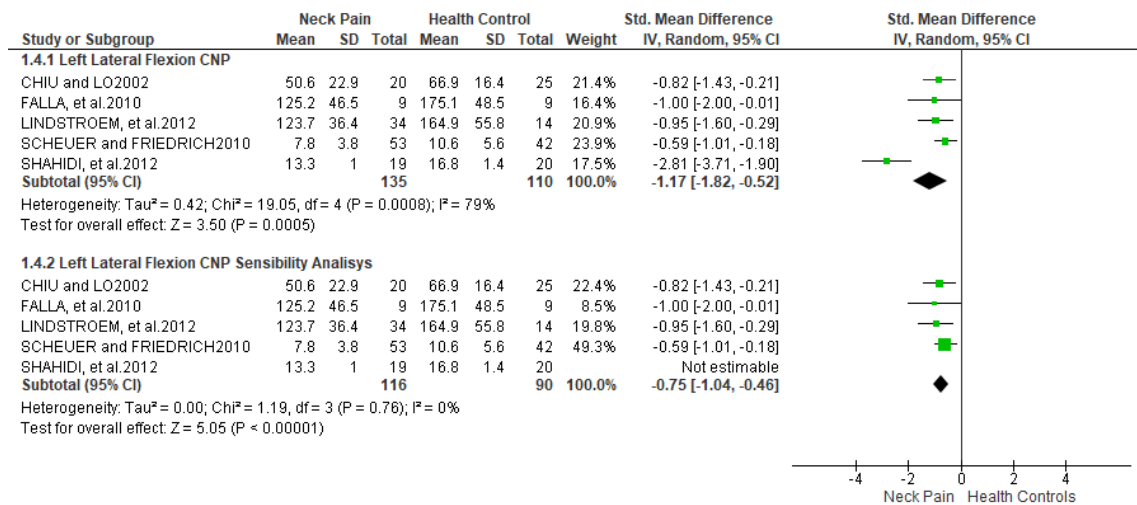 Neck Pain Health Control Std. Mean Difference Std. Mean Difference
Study or Subgroup Mean SD Total Mean SD Total Weight IV, Random, 95% CI IV, Random, 95% CI
1.4.1 Left Lateral Flexion CNP
CHIU and LO2002 50.6 22.9 20 66.9 16.4 25 21.4% -0.82 [-1.43, -0.21]
FALLA, et al.2010 125.2 46.5 9 175.1 48.5 9 16.4% -1.00 [-2.00, -0.01]
LINDSTROEM, et al.2012 123.7 36.4 34 164.9 55.8 14 20.9% -0.95 [-1.60, -0.29]
SCHEUER and FRIEDRICH2010 7.8 3.8 53 10.6 5.6 42 23.9% -0.59 [-1.01, -0.18]
SHAHIDI, et al.2012 13.3 1 19 16.8 1.4 20 17.5% -2.81 [-3.71, -1.90]
Subtotal (95% CI) 135 110 100.0% -1.17 [-1.82, -0.52]
Heterogeneity: Tau² = 0.42; Chi² = 19.05, df = 4 (P = 0.0008); I² = 79%
Test for overall effect: Z = 3.50 (P = 0.0005)
1.4.2 Left Lateral Flexion CNP Sensibility Analisys
CHIU and LO2002 50.6 22.9 20 66.9 16.4 25 22.4% -0.82 [-1.43, -0.21]
FALLA, et al.2010 125.2 46.5 9 175.1 48.5 9 8.5% -1.00 [-2.00, -0.01]
LINDSTROEM, et al.2012 123.7 36.4 34 164.9 55.8 14 19.8% -0.95 [-1.60, -0.29]
SCHEUER and FRIEDRICH2010 7.8 3.8 53 10.6 5.6 42 49.3% -0.59 [-1.01, -0.18]
SHAHIDI, et al.2012 13.3 1 19 16.8 1.4 20 Not estimable
Subtotal (95% CI) 116 90 100.0% -0.75 [-1.04, -0.46]
Heterogeneity: Tau² = 0.00; Chi² = 1.19, df = 3 (P = 0.76); I² = 0%
Test for overall effect: Z = 5.05 (P < 0.00001)
-4 -2 0 2 4
Neck Pain Health Controls